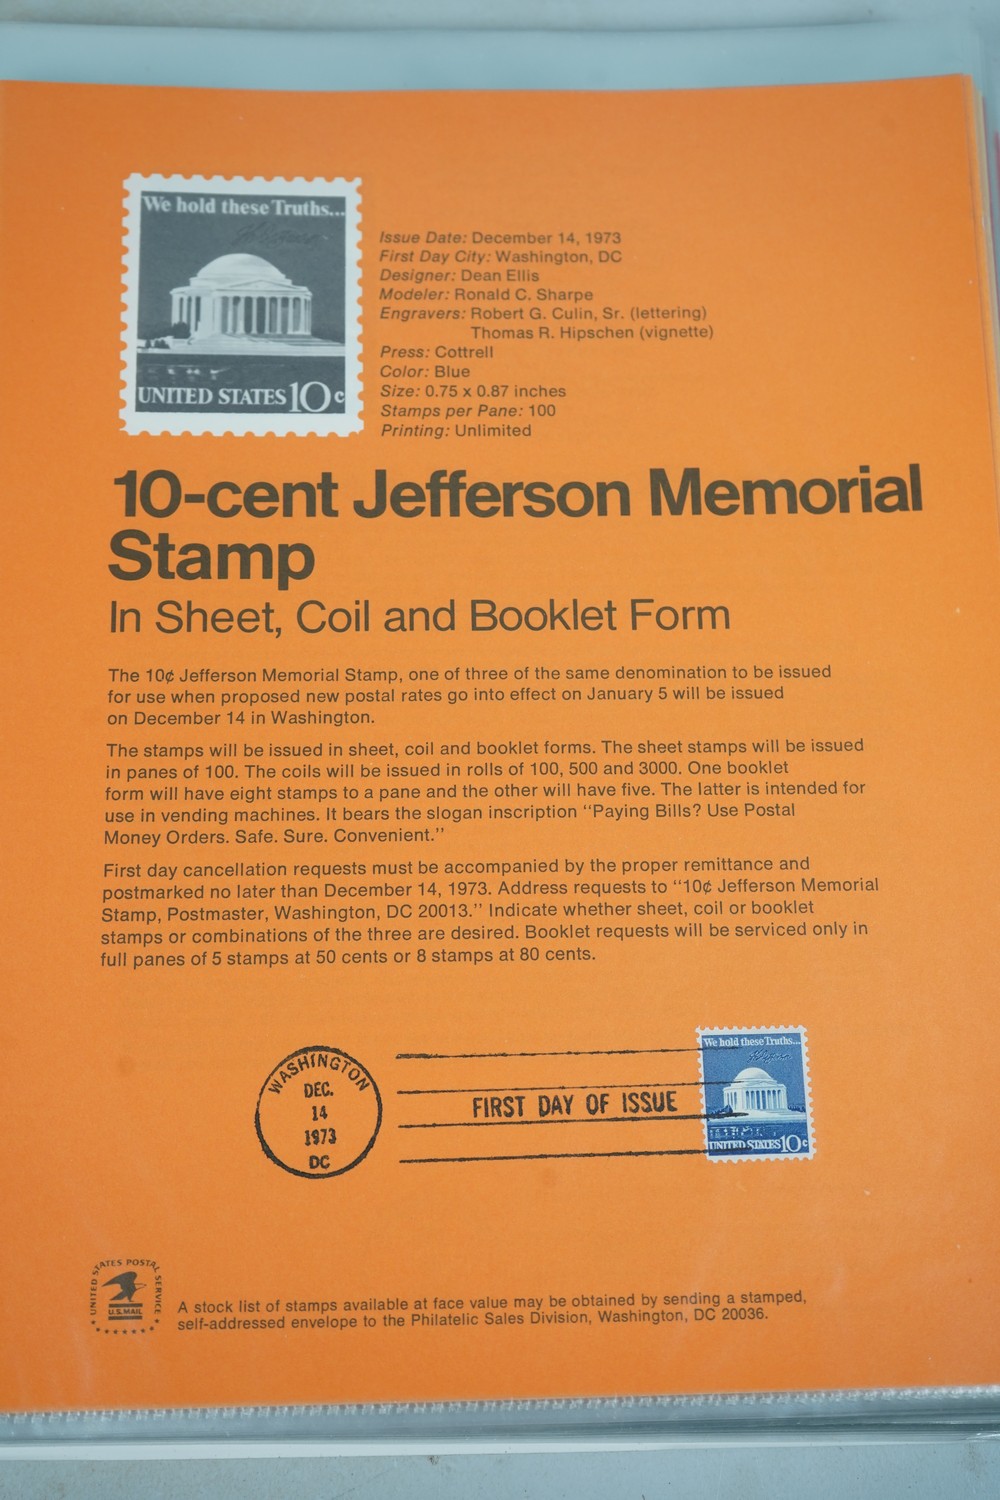 We hold these Truths...
UNITED STATES 10c
Issue Date: December 14, 1973
First Day City: Washington, DC
Designer: Dean Ellis
Modeler: Ronald C. Sharpe
Engravers: Robert G. Culin, Sr. (lettering)
Thomas R. Hipschen (vignette)
Press: Cottrell
Color: Blue
Size: 0.75 x 0.87 inches
Stamps per Pane: 100
Printing: Unlimited
10-cent Jefferson Memorial
Stamp
In Sheet, Coil and Booklet Form
The 10¢ Jefferson Memorial Stamp, one of three of the same denomination to be issued
for use when proposed new postal rates go into effect on January 5 will be issued
on December 14 in Washington.
The stamps will be issued in sheet, coil and booklet forms. The sheet stamps will be issued
in panes of 100. The coils will be issued in rolls of 100, 500 and 3000. One booklet
form will have eight stamps to a pane and the other will have five. The latter is intended for
use in vending machines. It bears the slogan inscription "Paying Bills? Use Postal
Money Orders. Safe. Sure. Convenient."
First day cancellation requests must be accompanied by the proper remittance and
postmarked no later than December 14, 1973. Address requests to "10¢ Jefferson Memorial
Stamp, Postmaster, Washington, DC 20013." Indicate whether sheet, coil or booklet
stamps or combinations of the three are desired. Booklet requests will be serviced only in
full panes of 5 stamps at 50 cents or 8 stamps at 80 cents.
WASHINGTON
DEC.
14
1973
DC
FIRST DAY OF ISSUE
We hold these Truths...
UNITED STATES 10c
UNITED STATES POSTAL SERVICE
U.S.MAIL
A stock list of stamps available at face value may be obtained by sending a stamped,
self-addressed envelope to the Philatelic Sales Division, Washington, DC 20036.